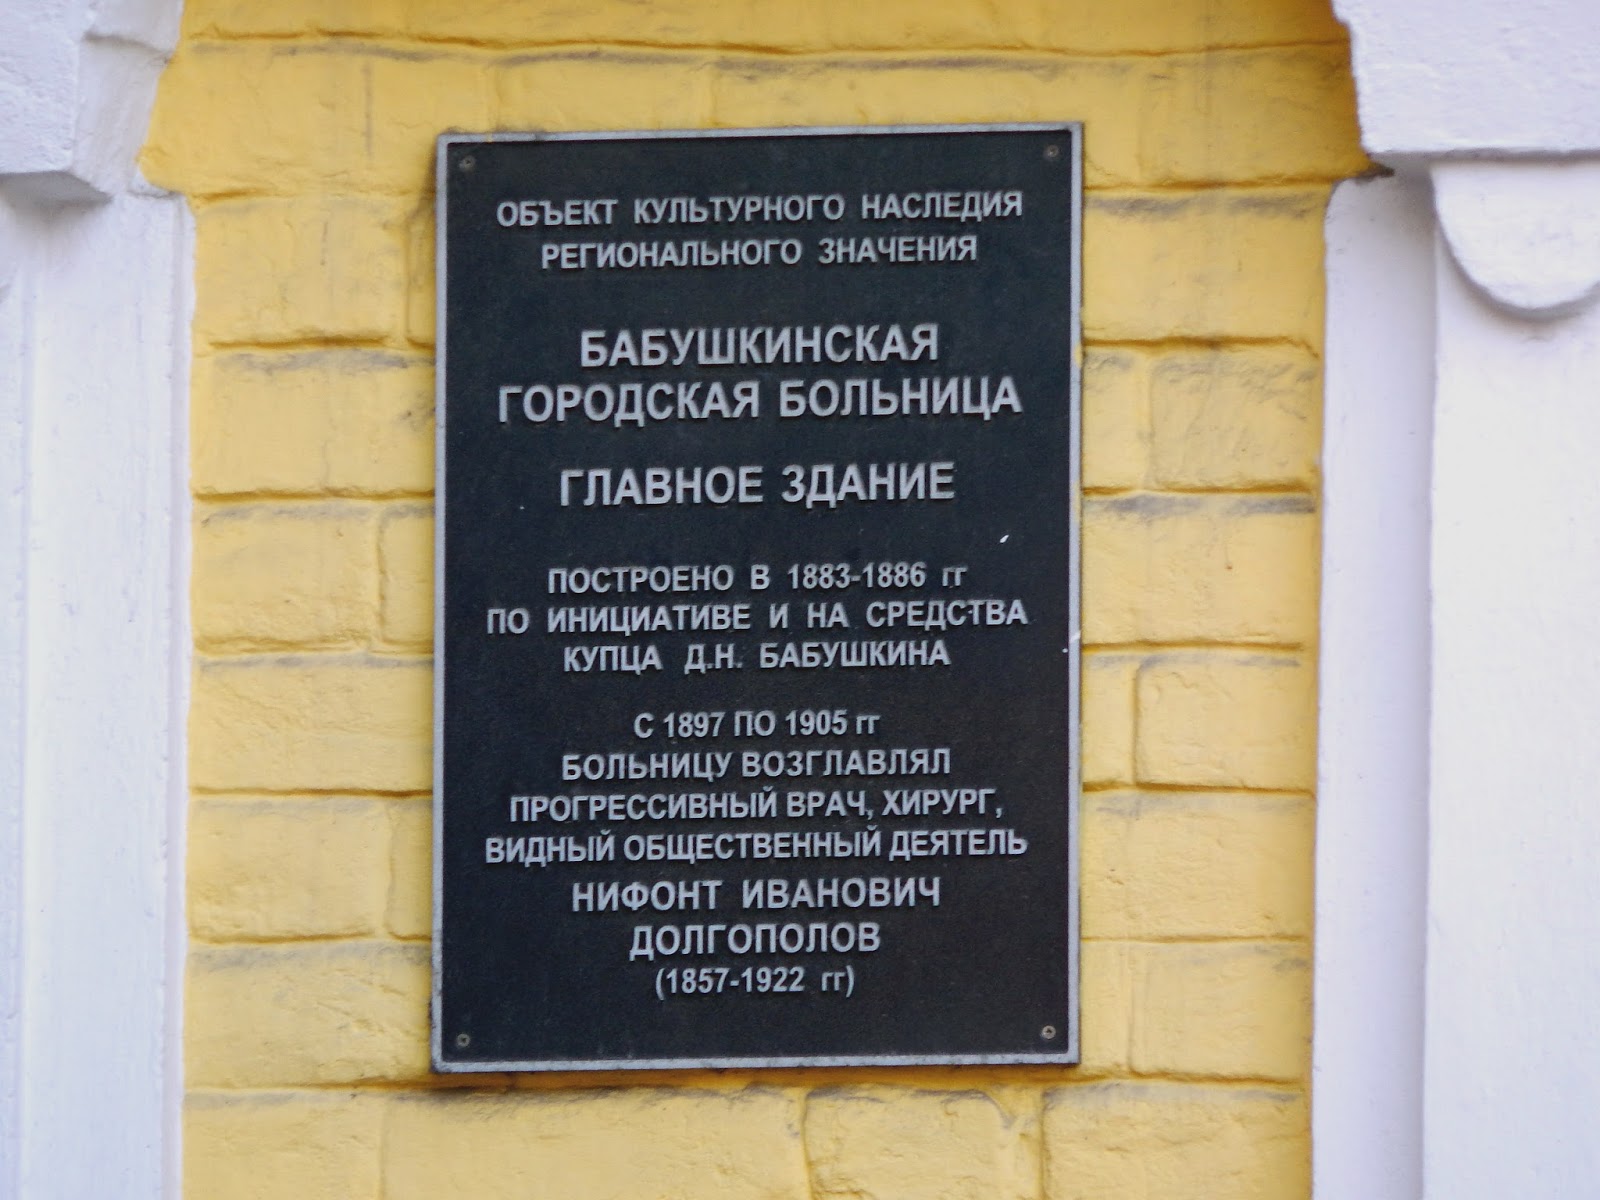 ОБЪЕКТ КУЛЬТУРНОГО НАСЛЕДИЯ
РЕГИОНАЛЬНОГО ЗНАЧЕНИЯ
БАБУШКИНСКАЯ
ГОРОДСКАЯ БОЛЬНИЦА
ГЛАВНОЕ ЗДАНИЕ
ПОСТРОЕНО В 1883-1886 гг
ПО ИНИЦИАТИВЕ И НА СРЕДСТВА
КУПЦА Д.Н. БАБУШКИНА
С 1897 ПО 1905 гг
БОЛЬНИЦУ ВОЗГЛАВЛЯЛ
ПРОГРЕССИВНЫЙ ВРАЧ, ХИРУРГ,
ВИДНЫЙ ОБЩЕСТВЕННЫЙ ДЕЯТЕЛЬ
НИФОНТ ИВАНОВИЧ
ДОЛГОПОЛОВ
(1857-1922 гг)